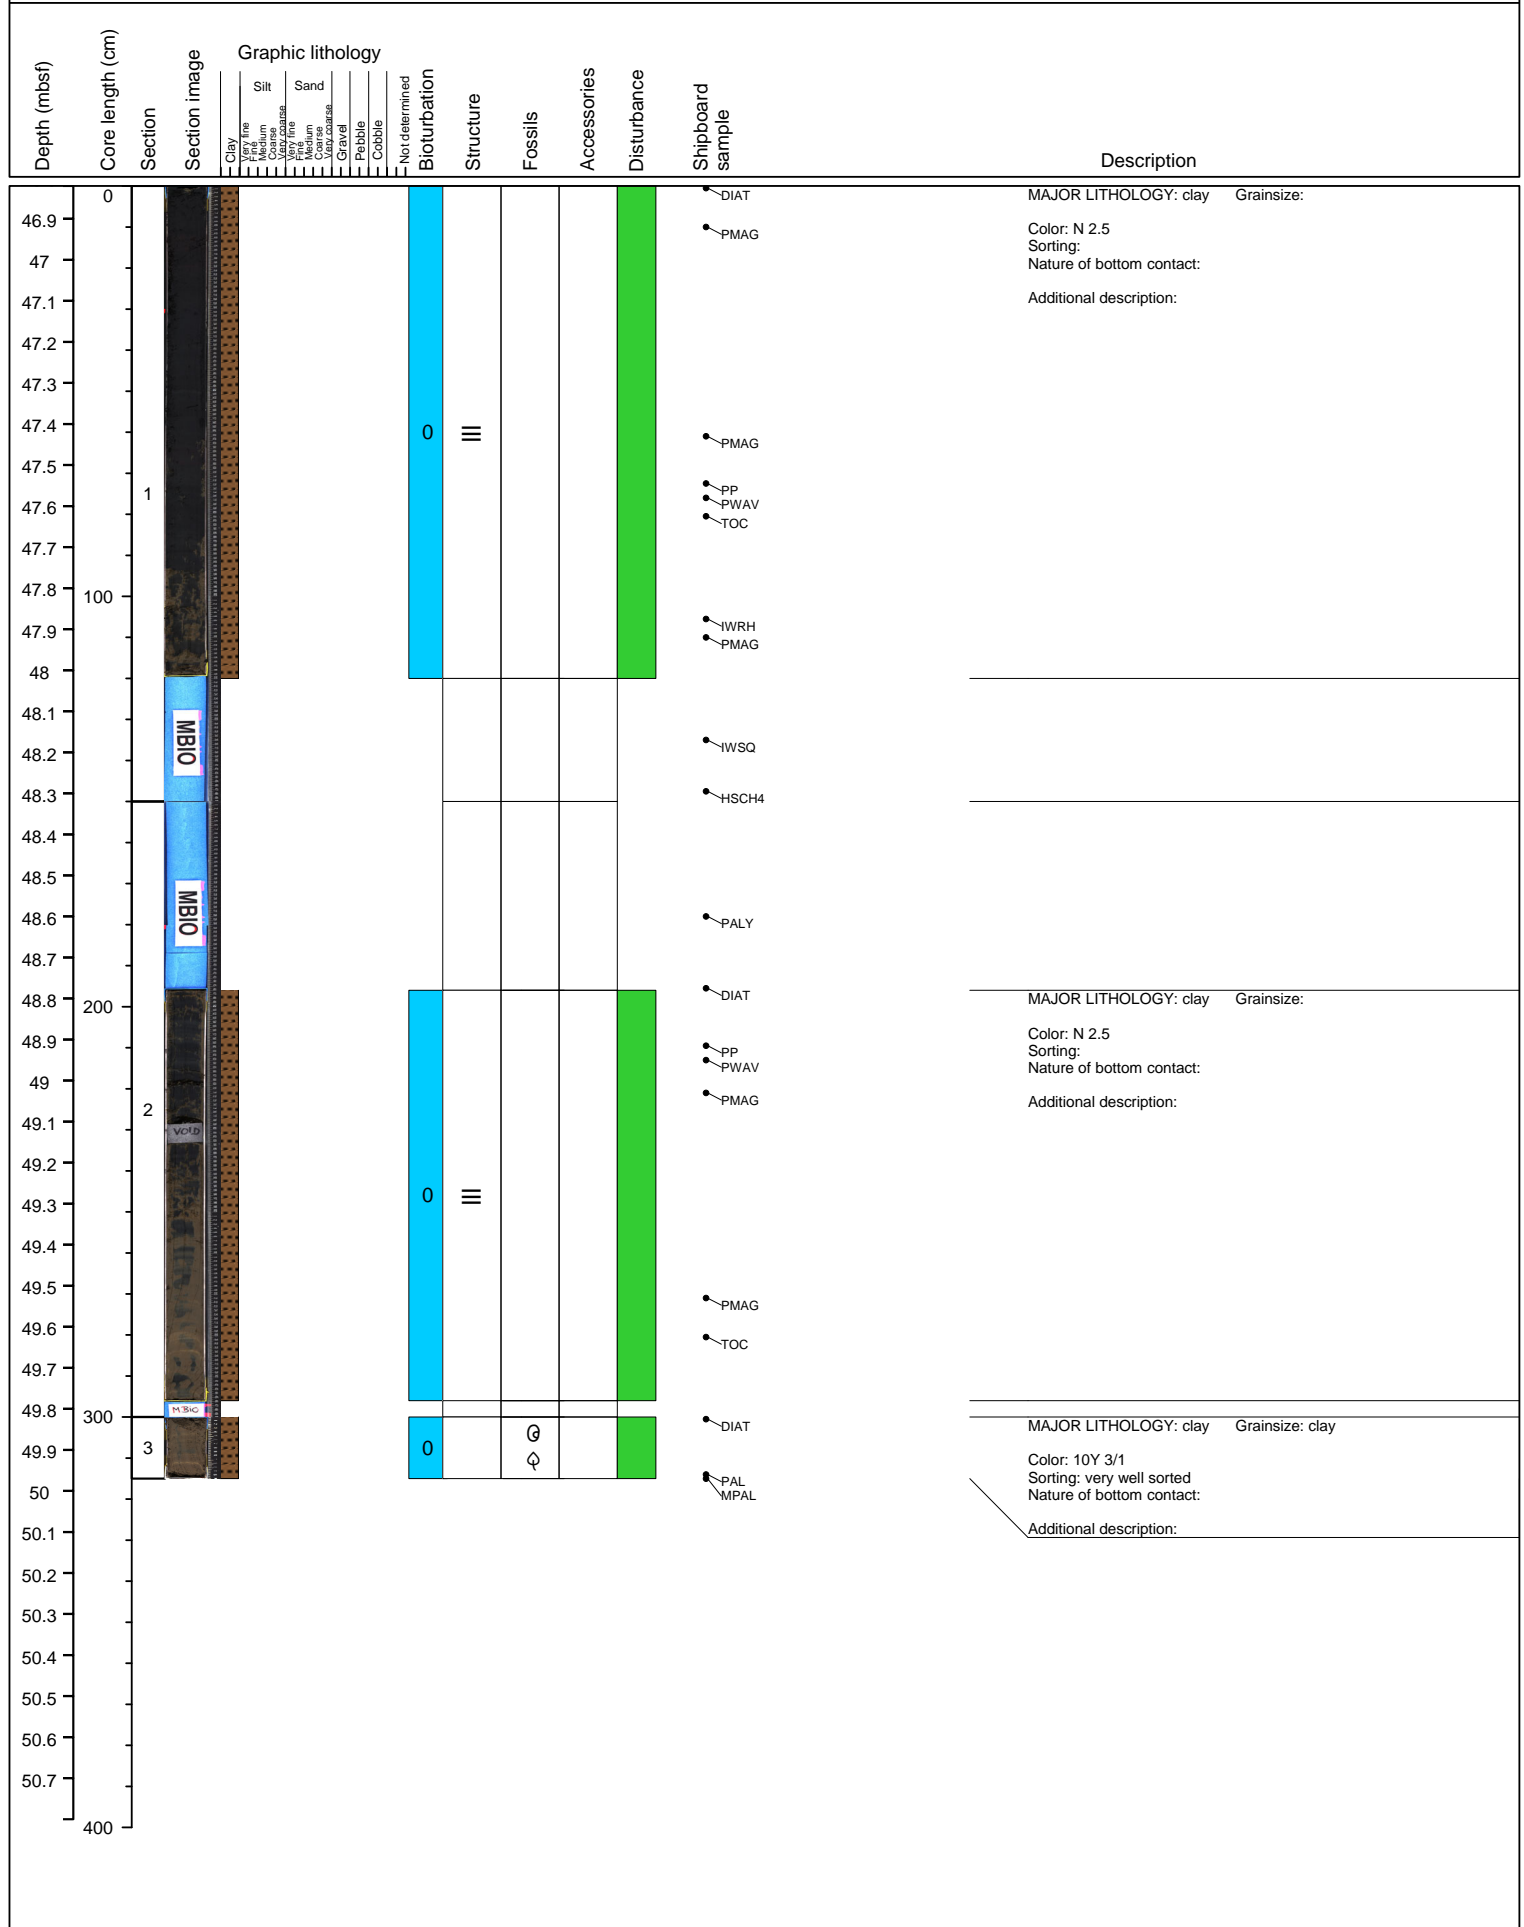 Depth (mbsf)
Core length (cm)
Section
Section image
Graphic lithology
Clay
Silt
Very fine
Fine
Medium
Coarse
Very coarse
Sand
Very fine
Fine
Medium
Coarse
Very coarse
Gravel
Pebble
Cobble
Not determined
Bioturbation
Structure
Fossils
Accessories
Disturbance
Shipboard
sample
Description
0
DIAT
MAJOR LITHOLOGY: clay Grainsize:
46.9
PMAG
Color: N 2.5
Sorting:
47
Nature of bottom contact:
47.1
Additional description:
47.2
47.3
47.4
0
PMAG
47.5
1
PP
47.6
PWAV
TOC
47.7
47.8
100
47.9
IWRH
PMAG
48
48.1
MBIO
48.2
IWSQ
48.3
HSCH4
48.4
48.5
MBIO
48.6
PALY
48.7
48.8
200
DIAT
MAJOR LITHOLOGY: clay Grainsize:
48.9
Color: N 2.5
Sorting:
PP
PWAV
Nature of bottom contact:
49
2
PMAG
Additional description:
49.1
VOID
49.2
49.3
0
49.4
49.5
PMAG
49.6
TOC
49.7
49.8
MBIO
300
DIAT
MAJOR LITHOLOGY: clay Grainsize: clay
49.9
3
0
Color: 10Y 3/1
PAL
Sorting: very well sorted
50
MPAL
Nature of bottom contact:
50.1
Additional description:
50.2
50.3
50.4
50.5
50.6
50.7
400